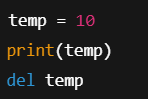 temp = 10
print(temp)
del temp